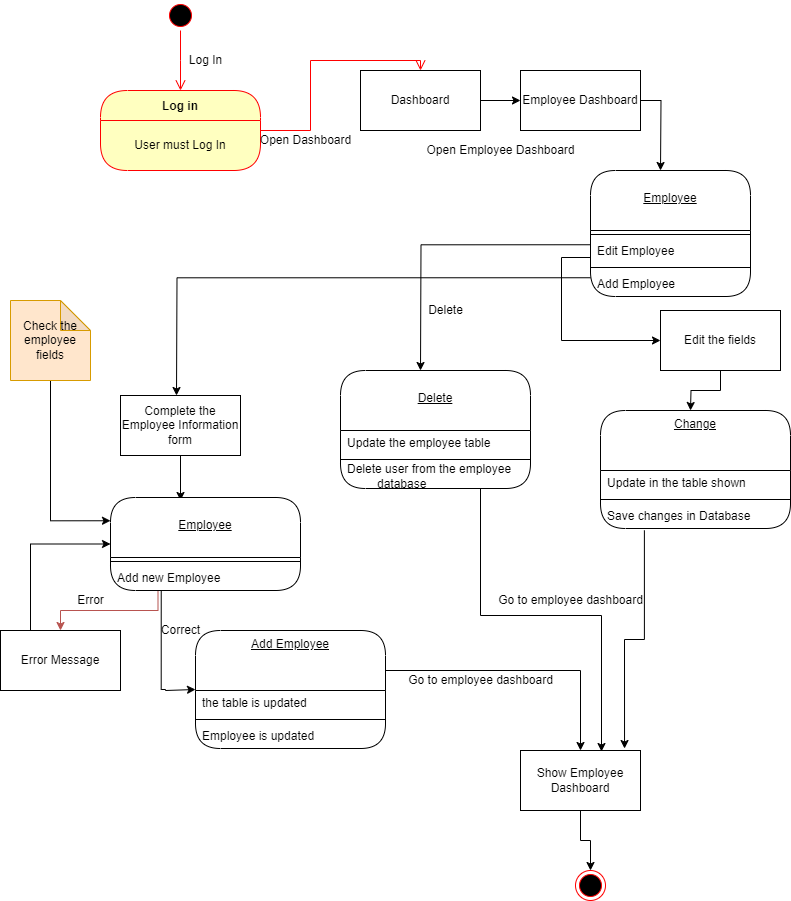 Log In
Log in
User must Log In
Open Dashboard
Dashboard
Employee Dashboard
Open Employee Dashboard
Employee
Edit Employee
Add Employee
Delete
Edit the fields
Check the
employee
fields
Complete the
Employee Information
form
Delete
Update the employee table
Delete user from the employee
database
Change
Update in the table shown
Save changes in Database
Employee
Add new Employee
Error
Correct
Error Message
Add Employee
the table is updated
Employee is updated
Go to employee dashboard
Go to employee dashboard
Show Employee
Dashboard